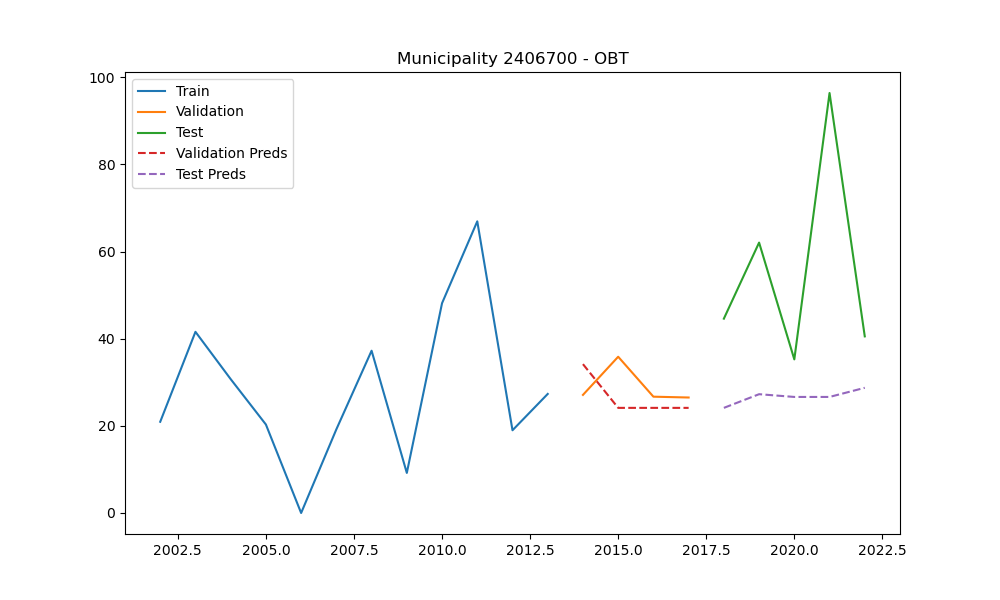 Municipality 2406700 - OBT
100
80
60
40
20
0
Train
Validation
Test
Validation Preds
Test Preds
2002.5 2005.0 2007.5 2010.0 2012.5 2015.0 2017.5 2020.0 2022.5